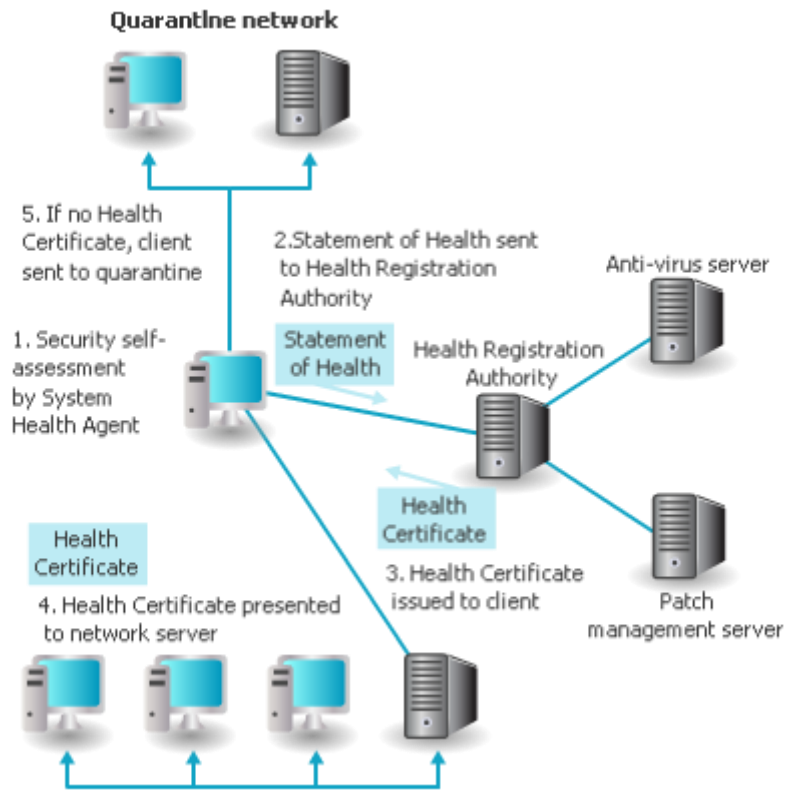 Quarantine network
5. If no Health
Certificate, client
sent to quarantine
2.Statement of Health sent
to Health Registration
Authority
Anti-virus server
1. Security self-
assessment
by System
Health Agent
Statement
of Health
Health Registration
Authority
Health
Certificate
Health
Certificate
3. Health Certificate
issued to client
4. Health Certificate presented
to network server
Patch
management server